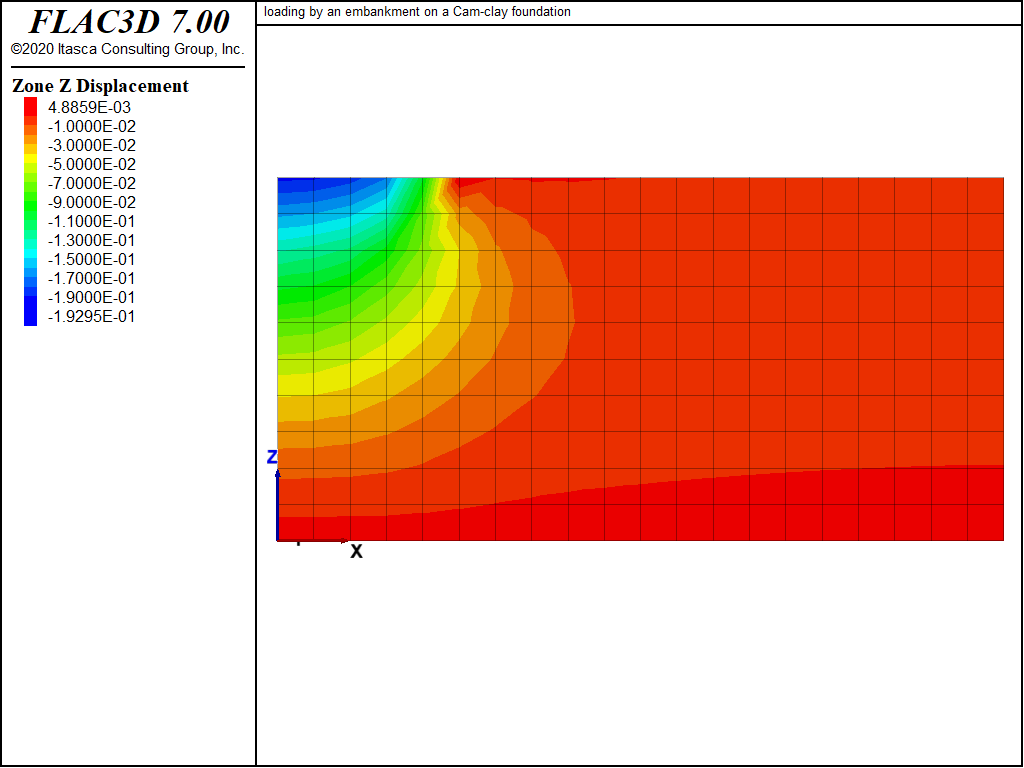 FLAC3D 7.00
©2020 Itasca Consulting Group, Inc.
Zone Z Displacement
4.8859E-03
-1.0000E-02
-3.0000E-02
-5.0000E-02
-7.0000E-02
-9.0000E-02
-1.1000E-01
-1.3000E-01
-1.5000E-01
-1.7000E-01
-1.9000E-01
-1.9295E-01
loading by an embankment on a Cam-clay foundation
Z
X